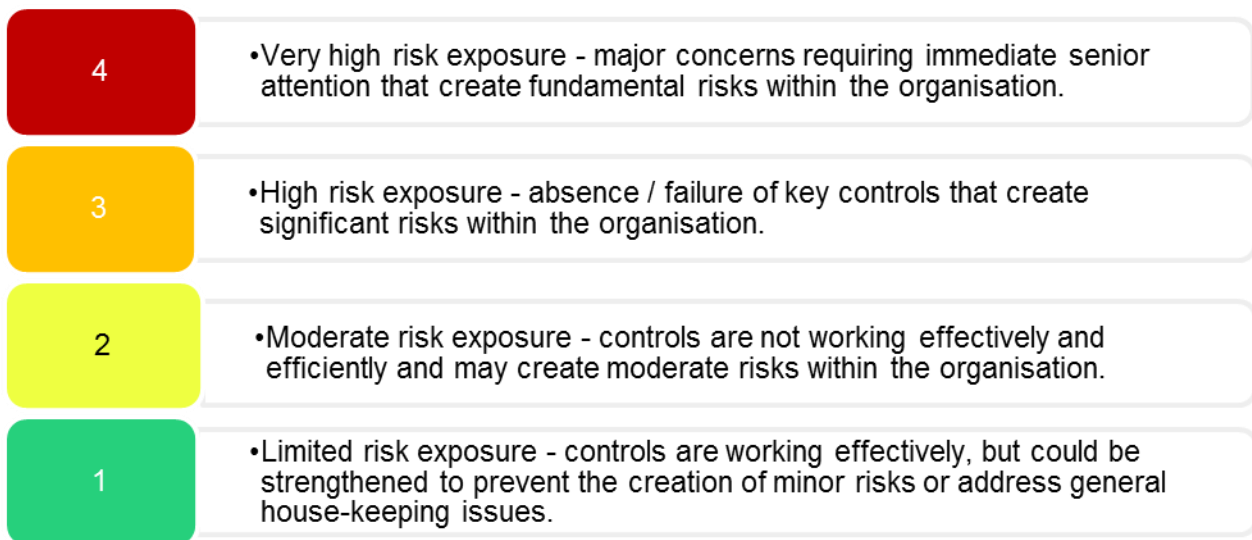 4
•Very high risk exposure - major concerns requiring immediate senior
attention that create fundamental risks within the organisation.
3
•High risk exposure - absence / failure of key controls that create
significant risks within the organisation.
2
•Moderate risk exposure - controls are not working effectively and
efficiently and may create moderate risks within the organisation.
1
•Limited risk exposure - controls are working effectively, but could be
strengthened to prevent the creation of minor risks or address general
house-keeping issues.